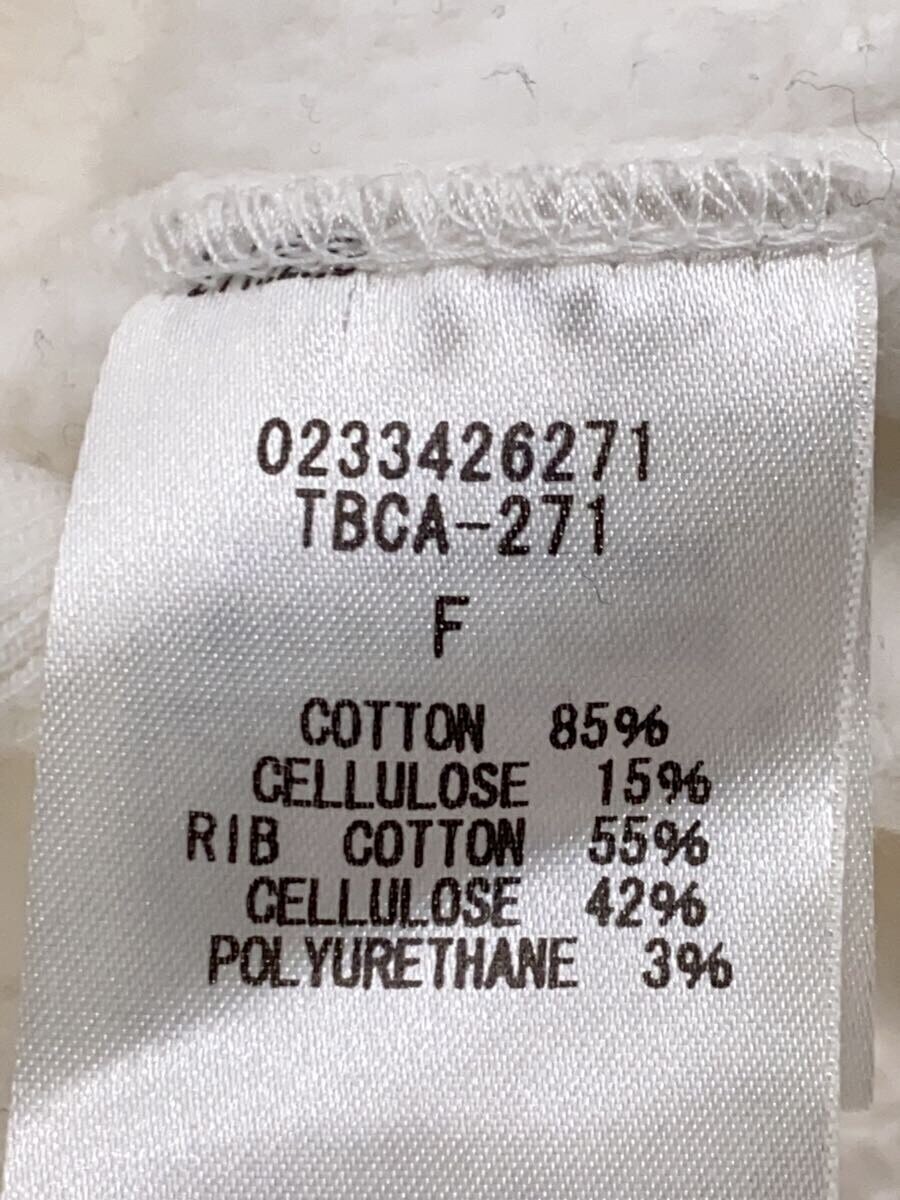 0233426271
TBCA-271
F
COTTON 85%
CELLULOSE 15%
RIB COTTON 55%
CELLULOSE 42%
POLYURETHANE 3%